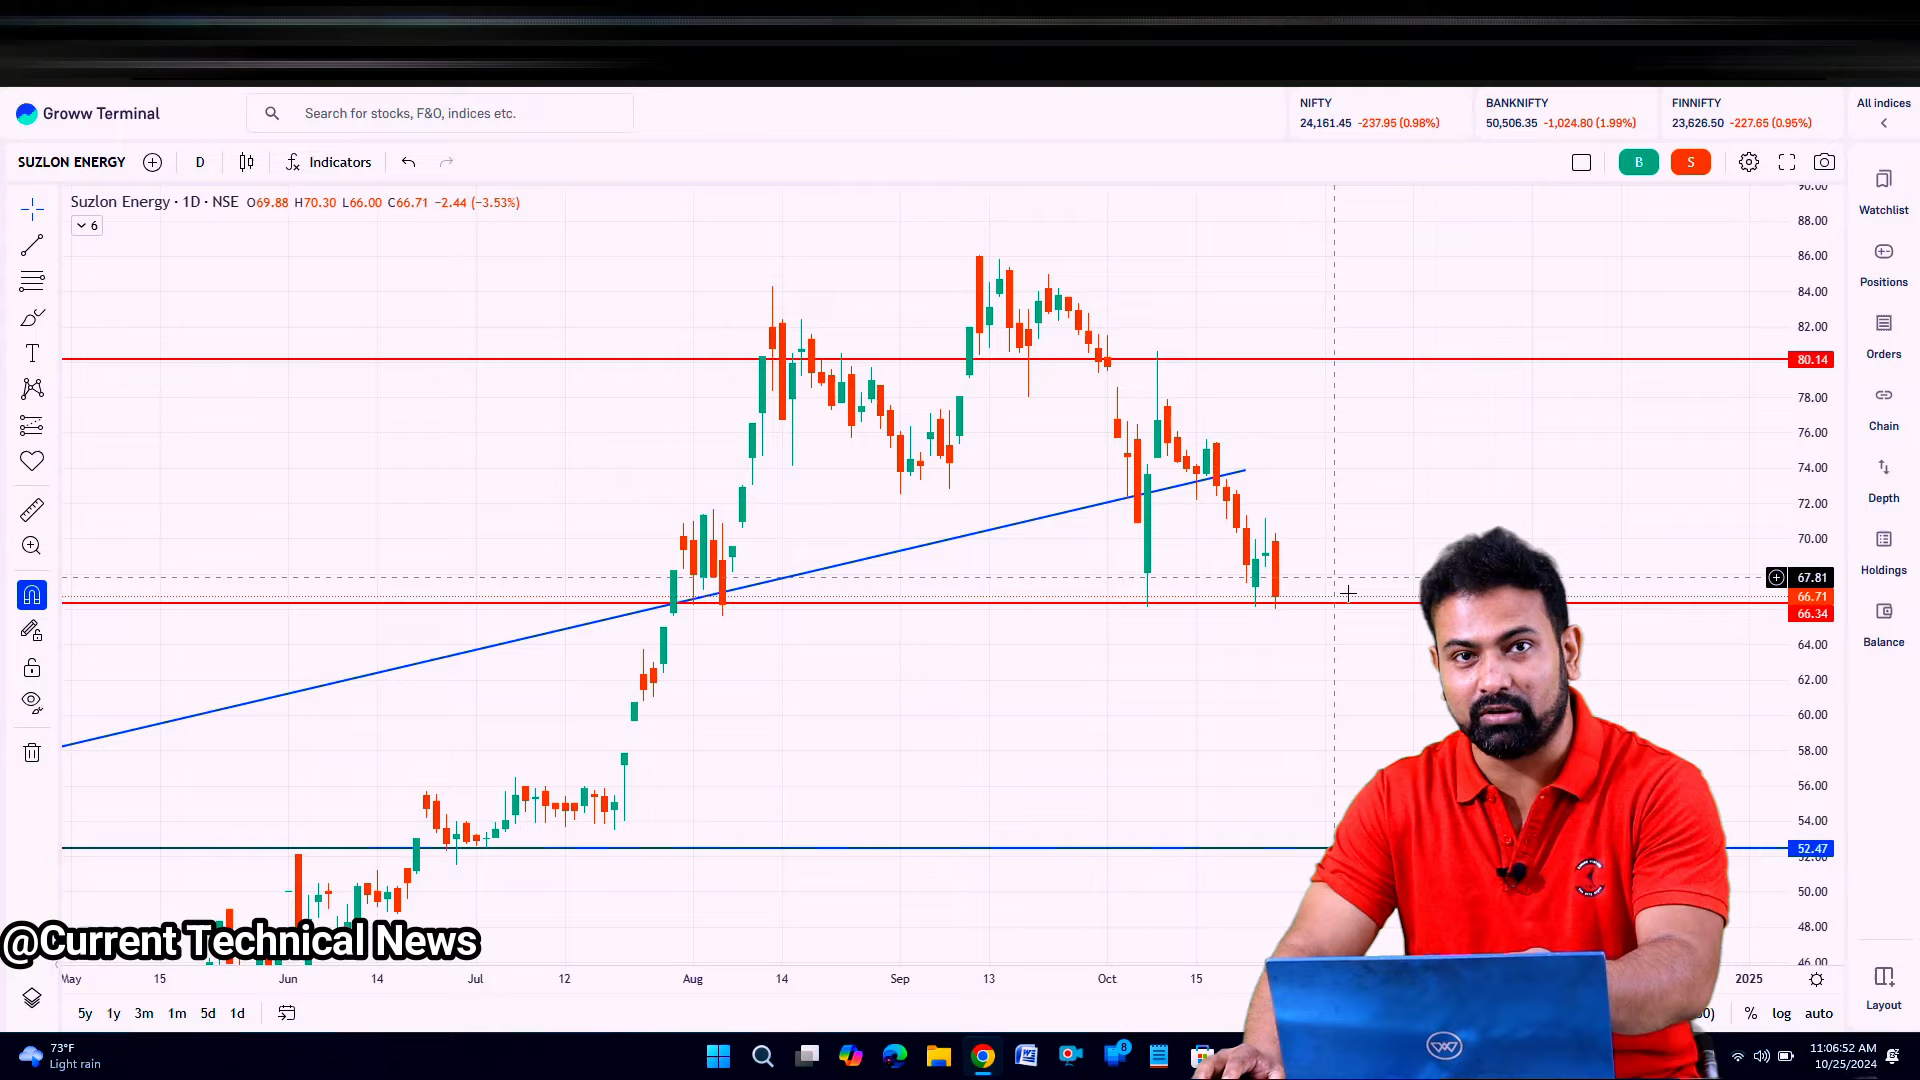 Groww Terminal
Search for stocks, F&O, indices etc.
NIFTY
24,161.45 -237.95 (0.98%)
BANKNIFTY
50,506.35 -1,024.80 (1.99%)
FINNIFTY
23,626.50 -227.65 (0.95%)
All indices
SUZLON ENERGY
D
Indicators
B
S
Suzlon Energy · 1D · NSE O69.88 H70.30 L66.00 C66.71 −2.44 (−3.53%)
6
90.00
88.00
86.00
84.00
82.00
80.14
78.00
76.00
74.00
72.00
70.00
67.81
66.71
66.34
64.00
62.00
60.00
58.00
56.00
54.00
52.47
52.00
50.00
48.00
46.00
Watchlist
Positions
Orders
Chain
Depth
Holdings
Balance
Layout
@Current Technical News
May
15
Jun
14
Jul
12
Aug
14
Sep
13
Oct
15
2025
5y
1y
3m
1m
5d
1d
%
log
auto
73°F
Light rain
8
11:06:52 AM
10/25/2024